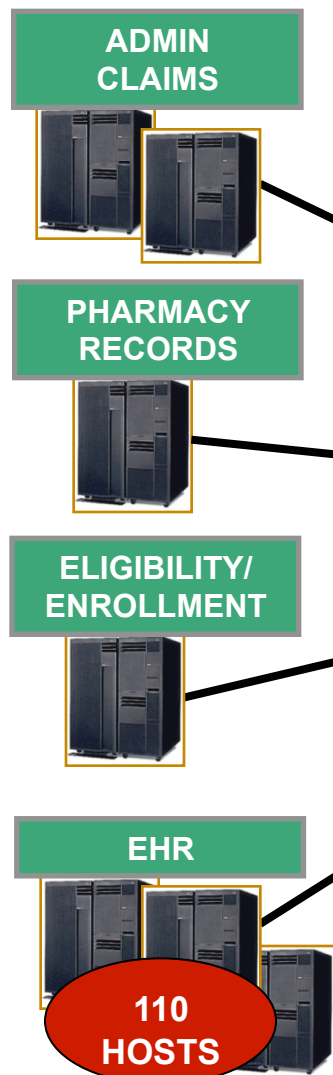 ADMIN
CLAIMS
PHARMACY
RECORDS
ELIGIBILITY/
ENROLLMENT
EHR
110
HOSTS